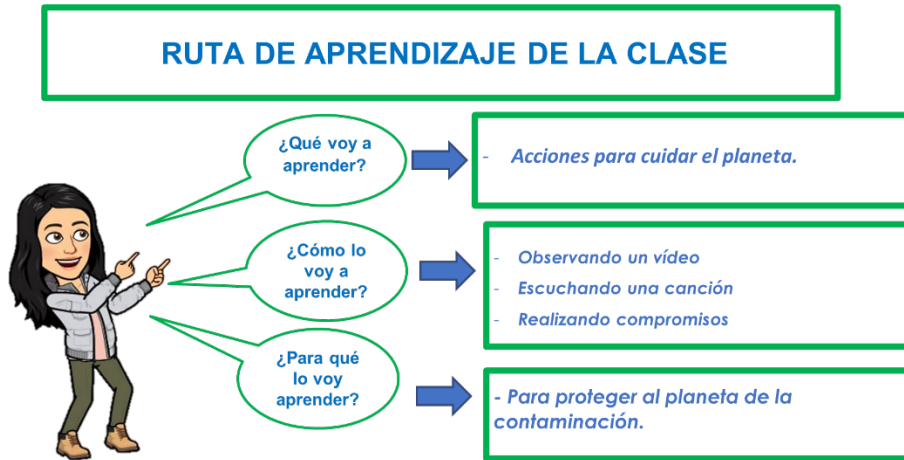 RUTA DE APRENDIZAJE DE LA CLASE
¿Qué voy a
aprender?
- Acciones para cuidar el planeta.
¿Cómo lo
voy a
aprender?
- Observando un vídeo
- Escuchando una canción
- Realizando compromisos
¿Para qué
lo voy
aprender?
- Para proteger al planeta de la
contaminación.